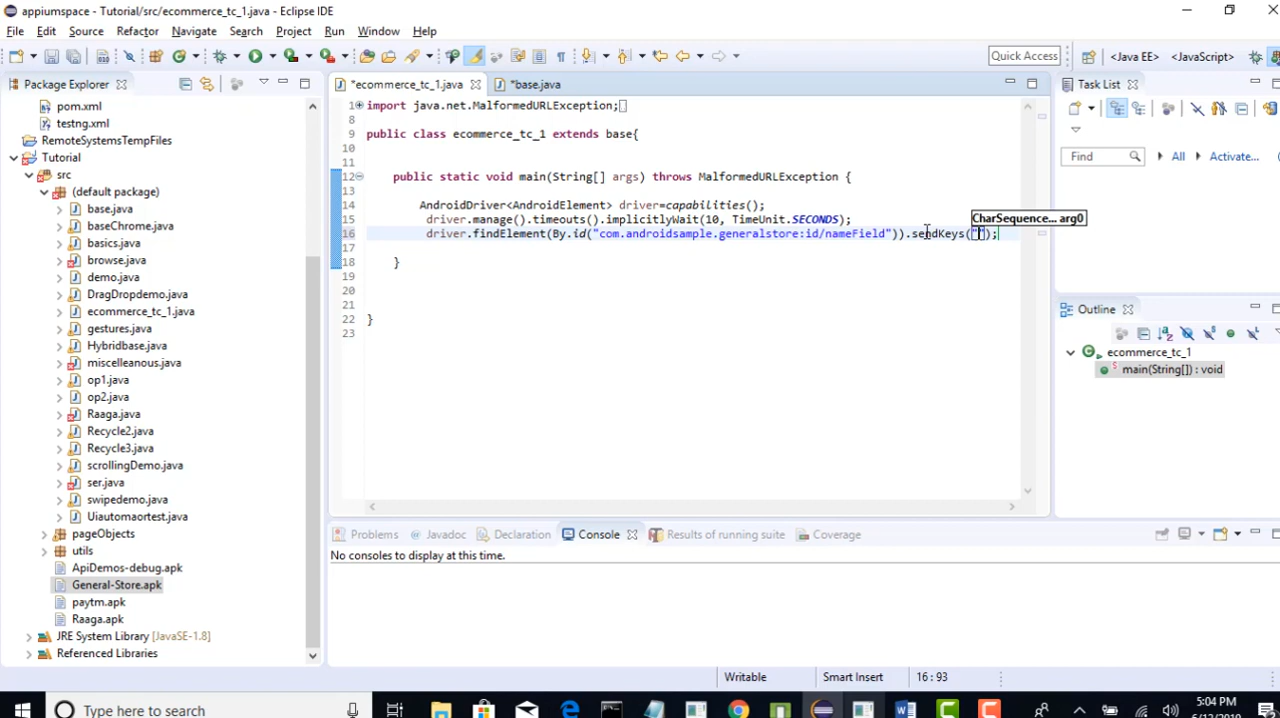 appiumspace - Tutorial/src/ecommerce_tc_1.java - Eclipse IDE
File Edit Source Refactor Navigate Search Project Run Window Help
Quick Access
<Java EE> <JavaScript>
Package Explorer
pom.xml
testng.xml
RemoteSystemsTempFiles
Tutorial
src
(default package)
base.java
baseChrome.java
basics.java
browse.java
demo.java
DragDropdemo.java
ecommerce_tc_1.java
gestures.java
Hybridbase.java
miscelleanous.java
op1.java
op2.java
Raaga.java
Recycle2.java
Recycle3.java
scrollingDemo.java
ser.java
swipedemo.java
Uiautomaortest.java
pageObjects
utils
ApiDemos-debug.apk
General-Store.apk
paytm.apk
Raaga.apk
JRE System Library [JavaSE-1.8]
Referenced Libraries
*ecommerce_tc_1.java *base.java
1 import java.net.MalformedURLException;
8
9 public class ecommerce_tc_1 extends base{
10
11
12 public static void main(String[] args) throws MalformedURLException {
13
14 AndroidDriver<AndroidElement> driver=capabilities();
15 driver.manage().timeouts().implicitlyWait(10, TimeUnit.SECONDS);
CharSequence... arg0
16 driver.findElement(By.id("com.androidsample.generalstore:id/nameField")).sendKeys("");
17
18 }
19
20
21
22 }
23
Task List
Find All Activate...
Outline
ecommerce_tc_1
main(String[]) : void
Problems Javadoc Declaration Console Results of running suite Coverage
No consoles to display at this time.
Writable Smart Insert 16 : 93
Type here to search
5:04 PM